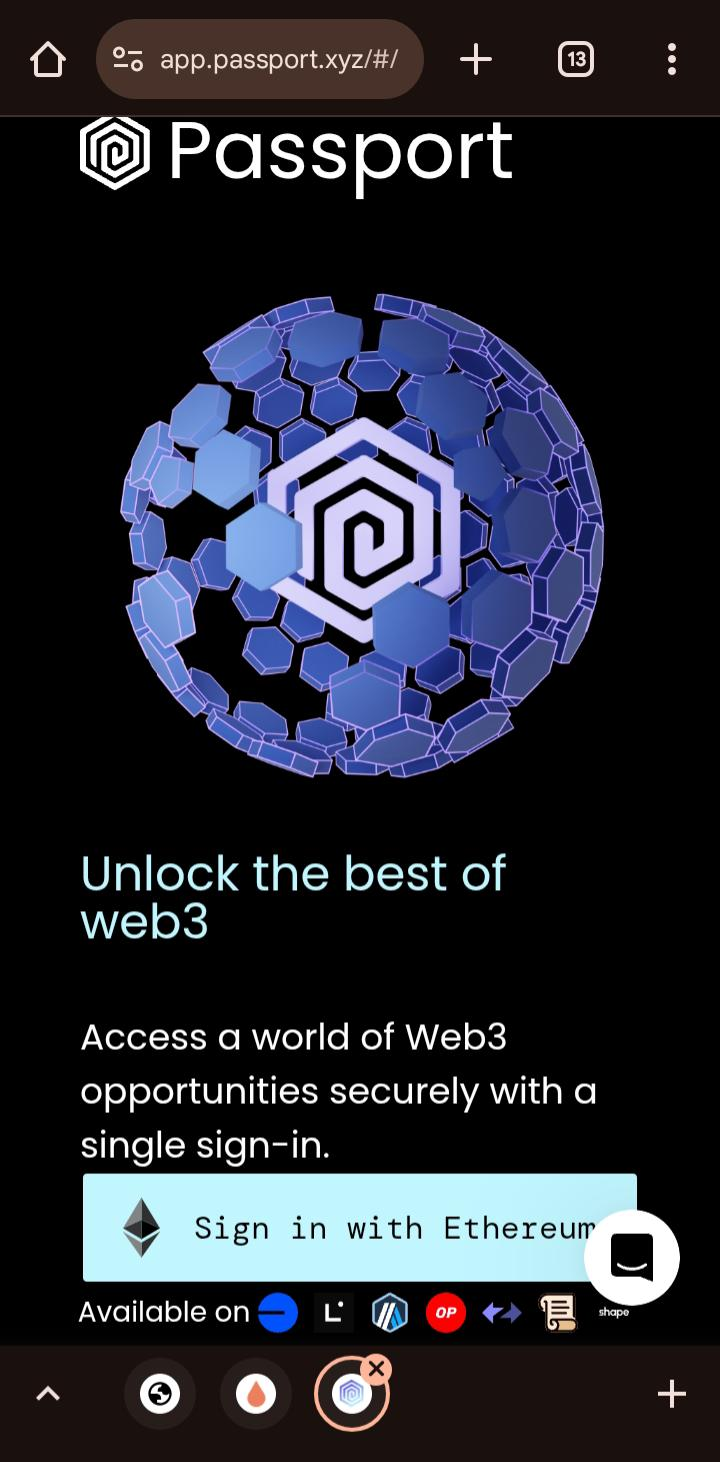 app.passport.xyz/#/
13
Passport
Unlock the best of
web3
Access a world of Web3
opportunities securely with a
single sign-in.
Sign in with Ethereum
Available on
L
OP
shape